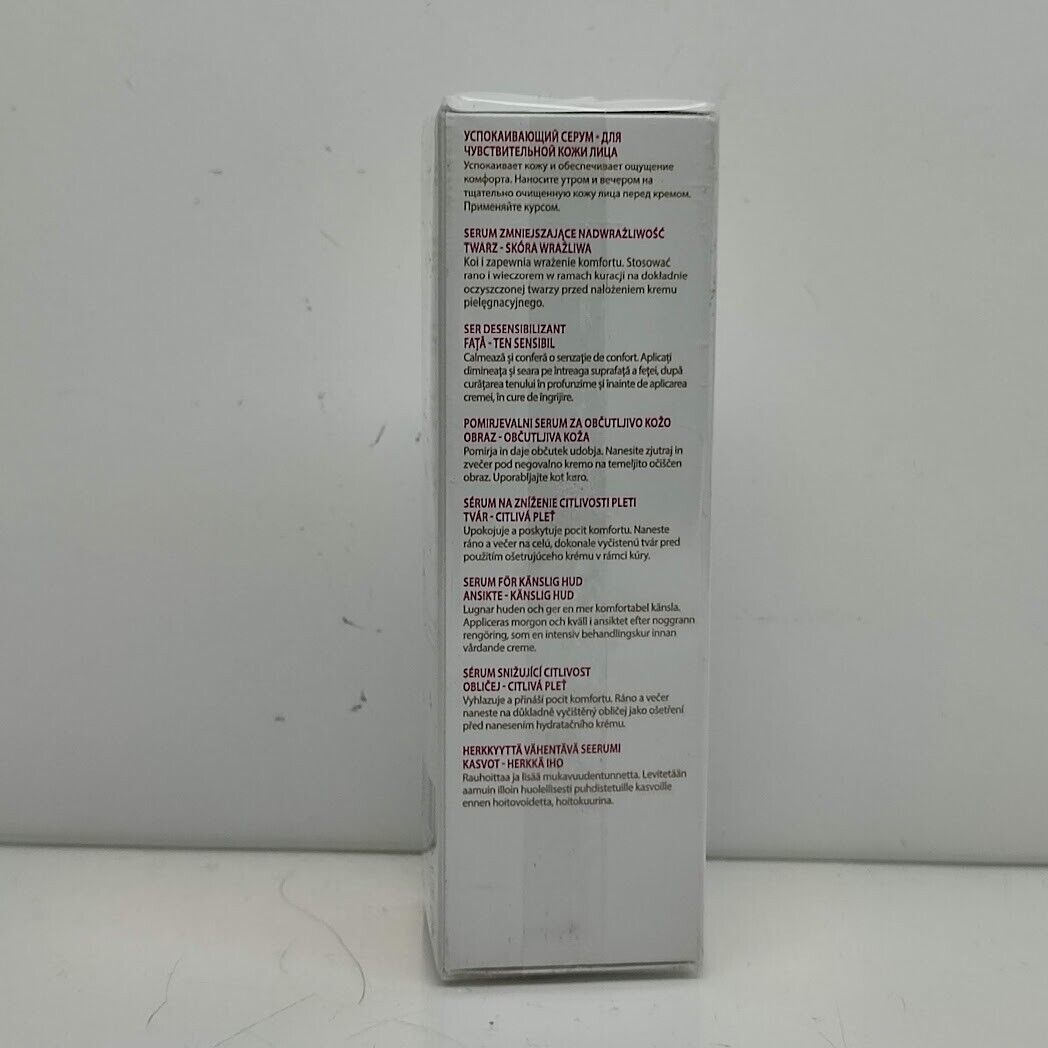 УСПОКАИВАЮЩИЙ СЕРУМ - ДЛЯ
ЧУВСТВИТЕЛЬНОЙ КОЖИ ЛИЦА
Успокаивает кожу и обеспечивает ощущение
комфорта. Наносите утром и вечером на
тщательно очищенную кожу лица перед кремом.
Применяйте курсом.
SERUM ZMNIEJSZAJĄCE NADWRAŻLIWOŚĆ
TWARZ - SKÓRA WRAŻLIWA
Koi i zapewnia wrażenie komfortu. Stosować
rano i wieczorem w ramach kuracji na dokładnie
oczyszczonej twarzy przed nałożeniem kremu
pielęgnacyjnego.
SER DESENSIBILIZANT
FAȚĂ - TEN SENSIBIL
Calmează și conferă o senzație de confort. Aplicați
dimineața și seara pe întreaga suprafață a feței, după
curățarea tenului în profunzime și înainte de aplicarea
cremei, în cure de îngrijire.
POMIRJEVALNI SERUM ZA OBČUTLJIVO KOŽO
OBRAZ - OBČUTLJIVA KOŽA
Pomirja in daje občutek udobja. Nanesite zjutraj in
zvečer pod negovalno kremo na temeljito očiščen
obraz. Uporabljajte kot kuro.
SÉRUM NA ZNÍŽENIE CITLIVOSTI PLETI
TVÁR - CITLIVÁ PLEŤ
Upokojuje a poskytuje pocit komfortu. Naneste
ráno a večer na celú, dokonale vyčistenú tvár pred
použitím ošetrujúceho krému v rámci kúry.
SERUM FÖR KÄNSLIG HUD
ANSIKTE - KÄNSLIG HUD
Lugnar huden och ger en mer komfortabel känsla.
Appliceras morgon och kväll i ansiktet efter noggrann
rengöring, som en intensiv behandlingskur innan
vårdande creme.
SÉRUM SNIŽUJÍCÍ CITLIVOST
OBLIČEJ - CITLIVÁ PLEŤ
Vyhlazuje a přináší pocit komfortu. Ráno a večer
naneste na důkladně vyčištěný obličej jako ošetření
před nanesením hydratačního krému.
HERKKYYTTÄ VÄHENTÄVÄ SEERUMI
KASVOT - HERKKÄ IHO
Rauhoittaa ja lisää mukavuudentunnetta. Levitetään
aamuin illoin huolellisesti puhdistetuille kasvoille
ennen hoitovoidetta, hoitokuurina.